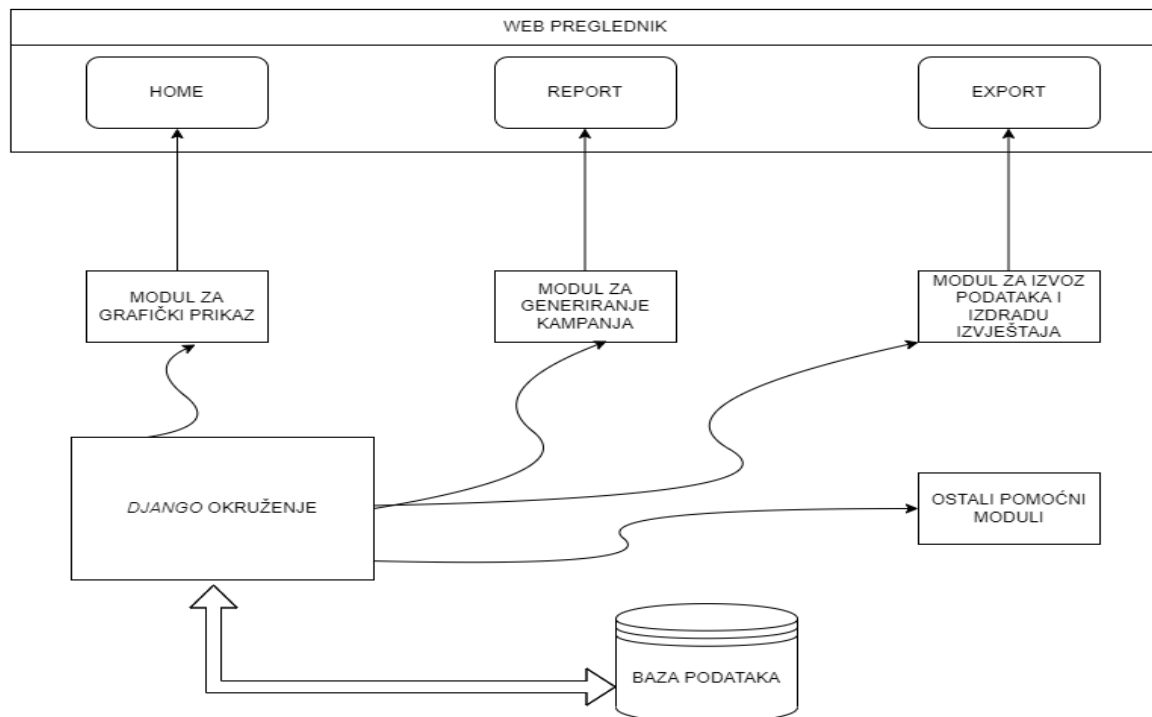 WEB PREGLEDNIK
HOME
REPORT
EXPORT
MODUL ZA
GRAFIČKI PRIKAZ
MODUL ZA
GENERIRANJE
KAMPANJA
MODUL ZA IZVOZ
PODATAKA I
IZDRADU
IZVJEŠTAJA
DJANGO OKRUŽENJE
OSTALI POMOĆNI
MODULI
BAZA PODATAKA